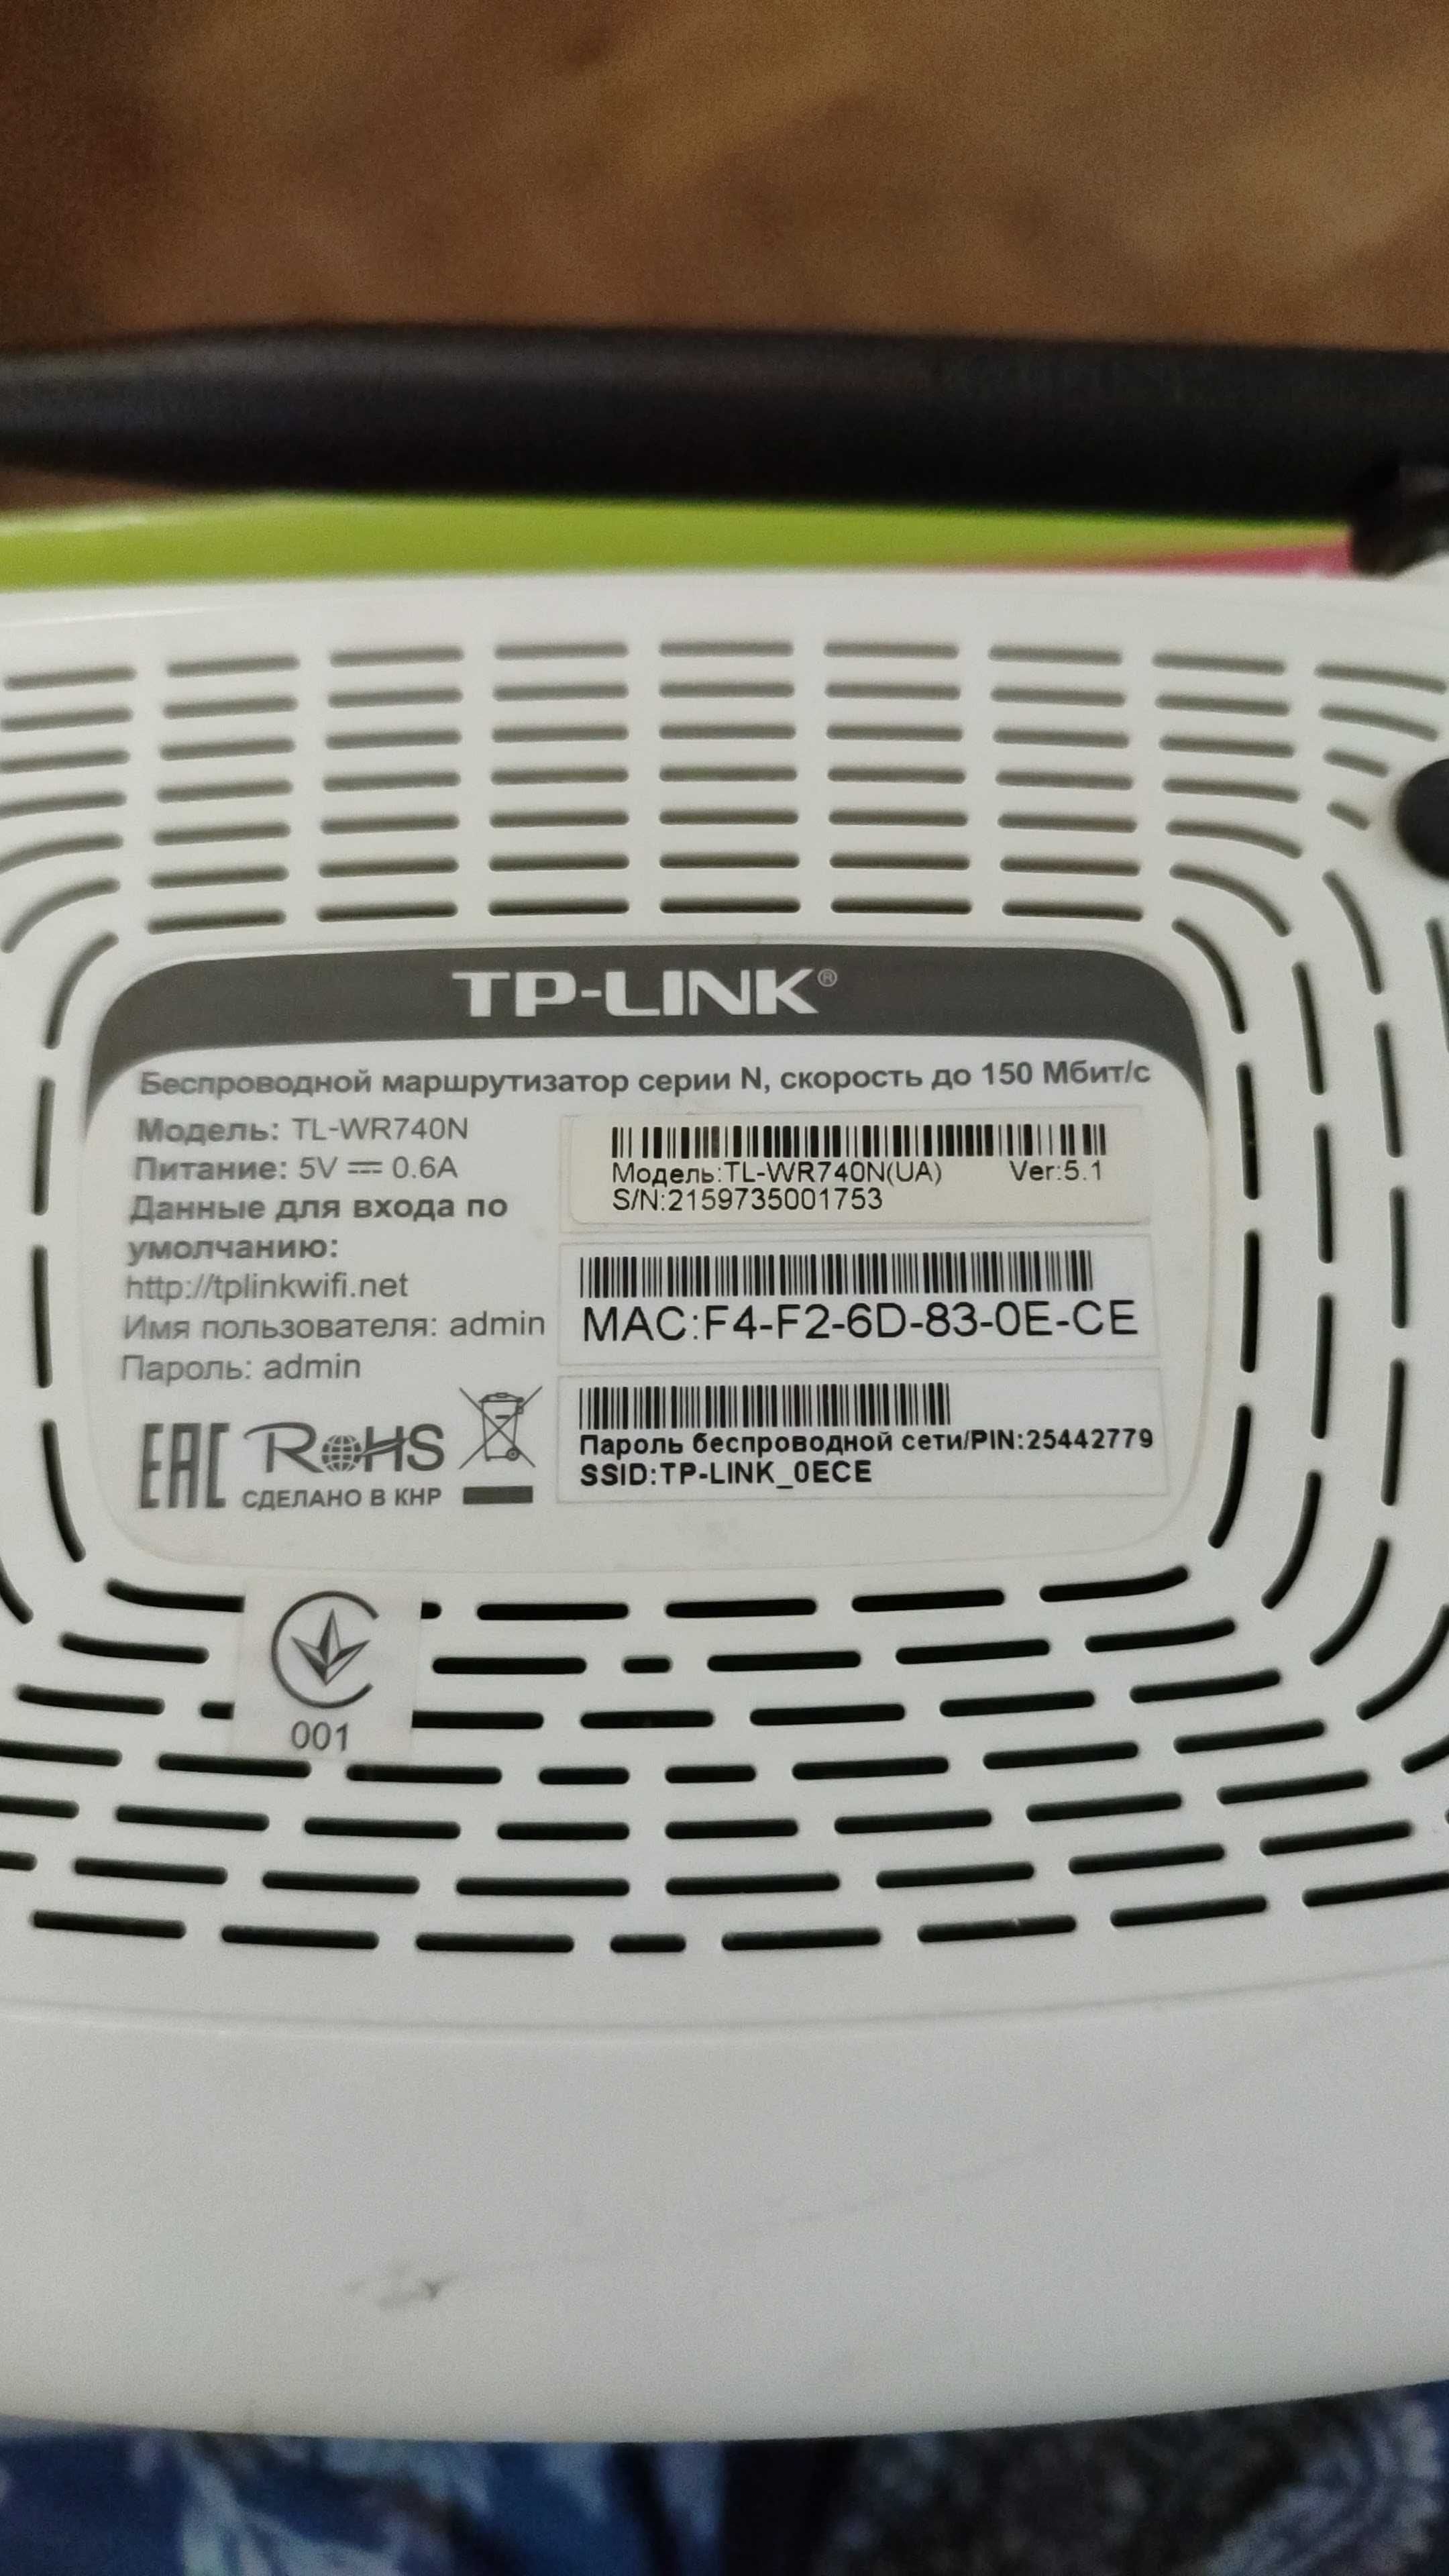 TP-LINK®
Беспроводной маршрутизатор серии N, скорость до 150 Мбит/с
Модель: TL-WR740N
Питание: 5V ⎓ 0.6A
Данные для входа по
умолчанию:
http://tplinkwifi.net
Имя пользователя: admin
Пароль: admin
EAC RoHS
СДЕЛАНО В КНР
Модель:TL-WR740N(UA) Ver:5.1
S/N:2159735001753
MAC:F4-F2-6D-83-0E-CE
Пароль беспроводной сети/PIN:25442779
SSID:TP-LINK_0ECE
001